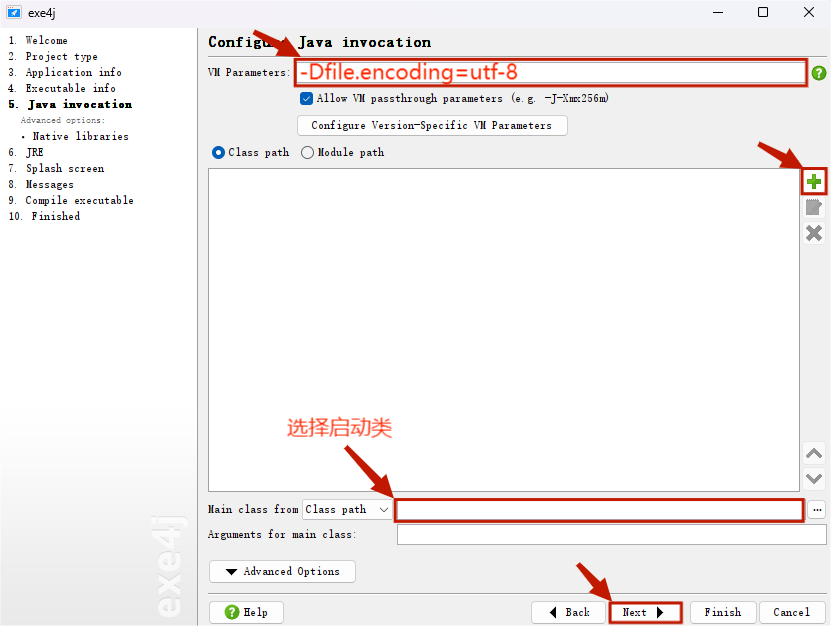 exe4j
1. Welcome
2. Project type
3. Application info
4. Executable info
5. Java invocation
Advanced options:
• Native libraries
6. JRE
7. Splash screen
8. Messages
9. Compile executable
10. Finished
exe4j
Configure Java invocation
VM Parameters: -Dfile.encoding=utf-8
Allow VM passthrough parameters (e.g. -J-Xmx256m)
Configure Version-Specific VM Parameters
Class path Module path
选择启动类
Main class from Class path ...
Arguments for main class:
Advanced Options
Help Back Next Finish Cancel